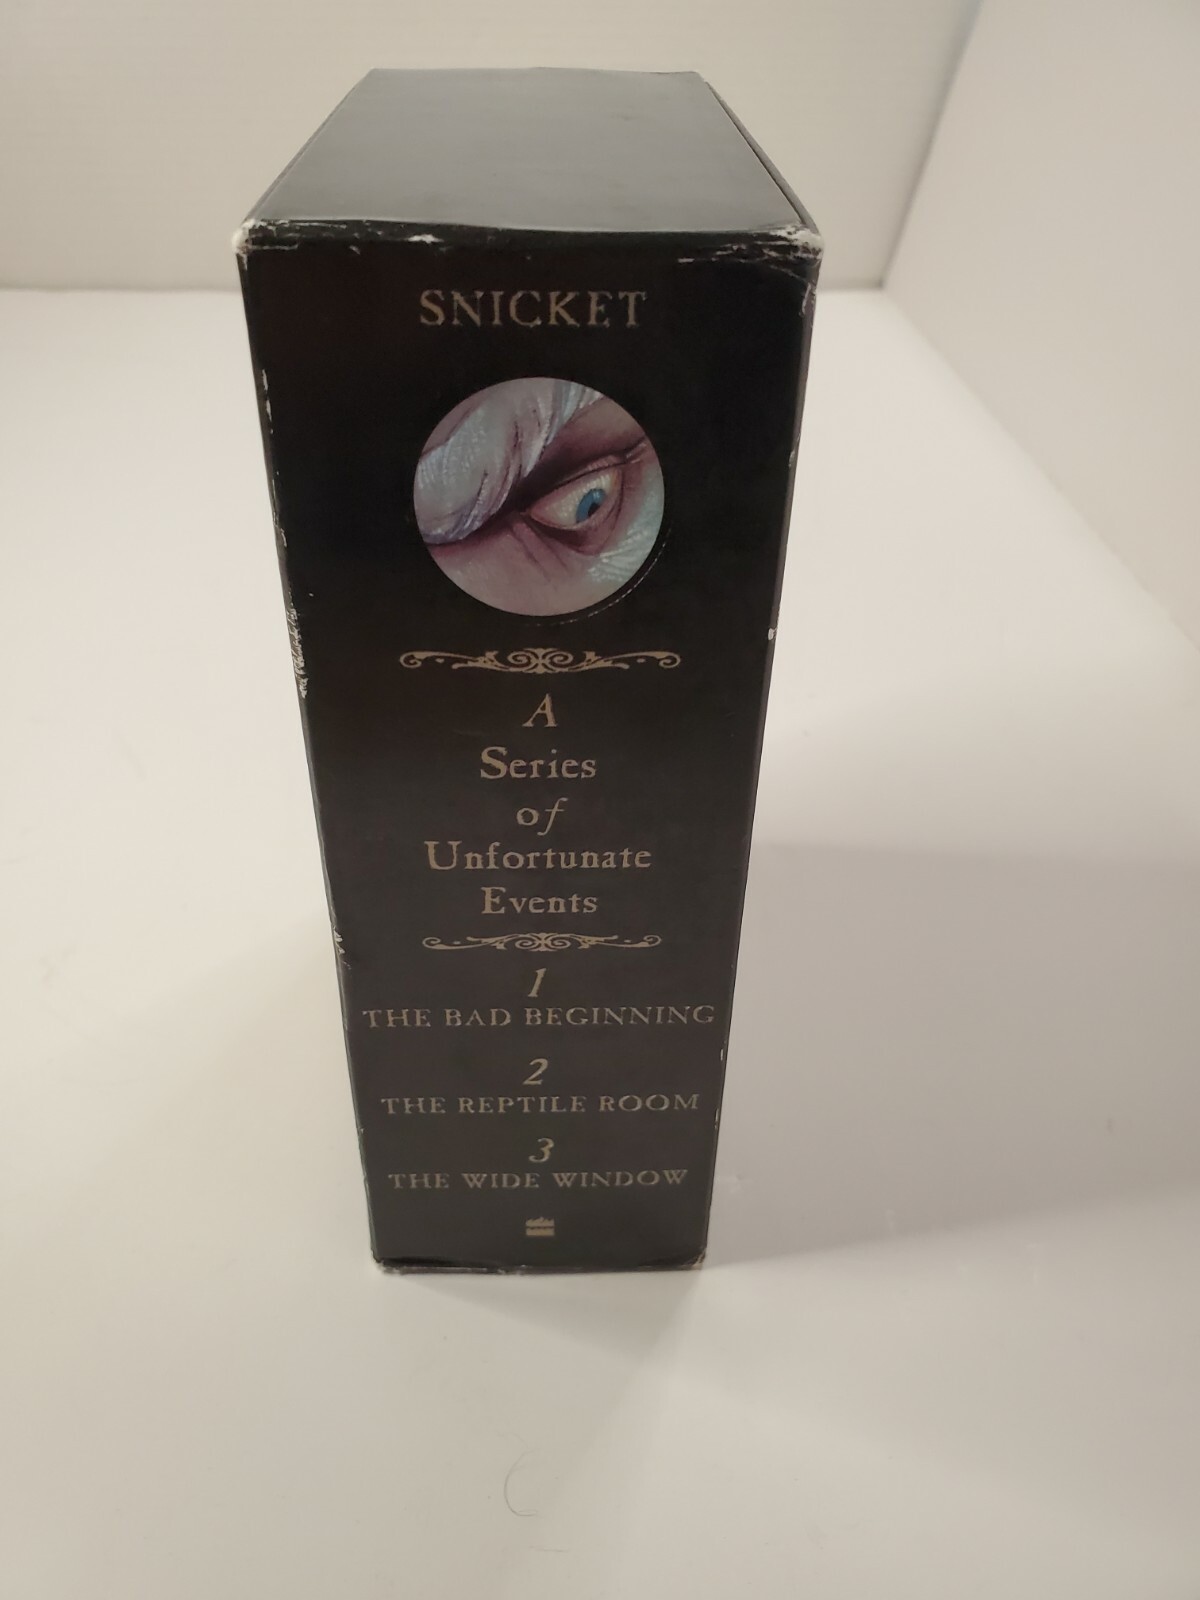 SNICKET
A
Series
of
Unfortunate
Events
1
THE BAD BEGINNING
2
THE REPTILE ROOM
3
THE WIDE WINDOW